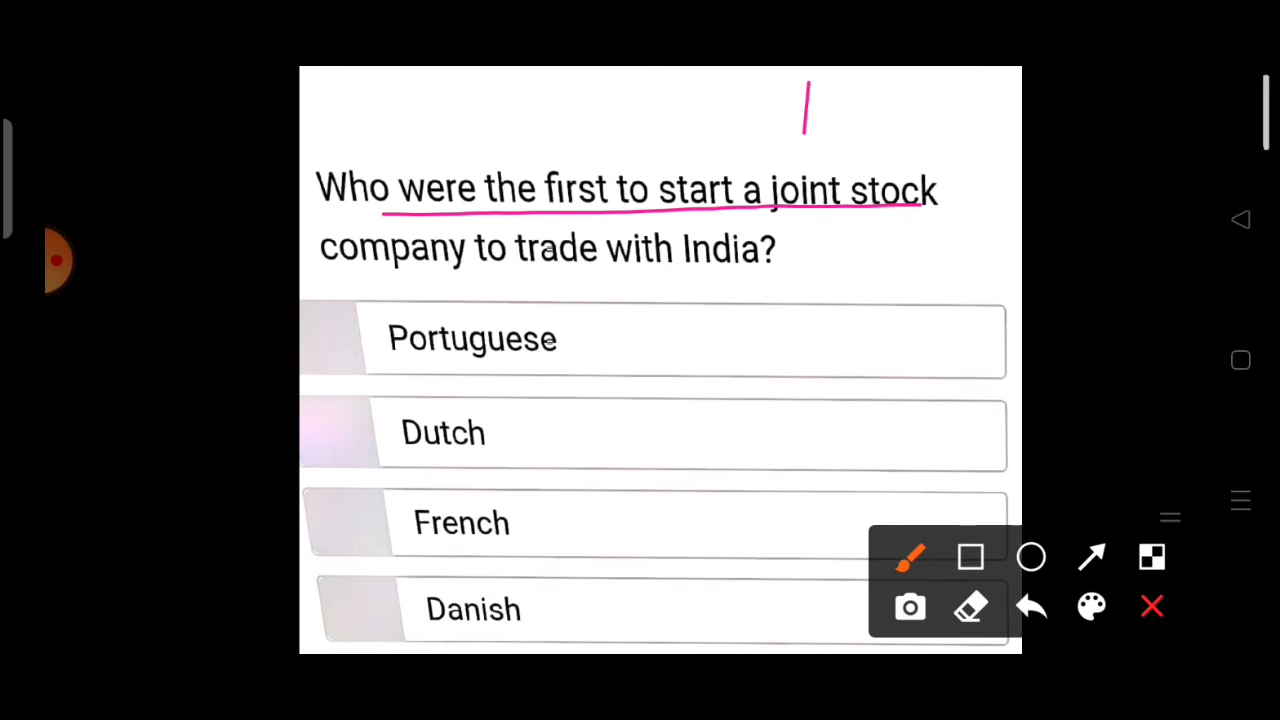 Who were the first to start a joint stock
company to trade with India?
Portuguese
Dutch
French
Danish